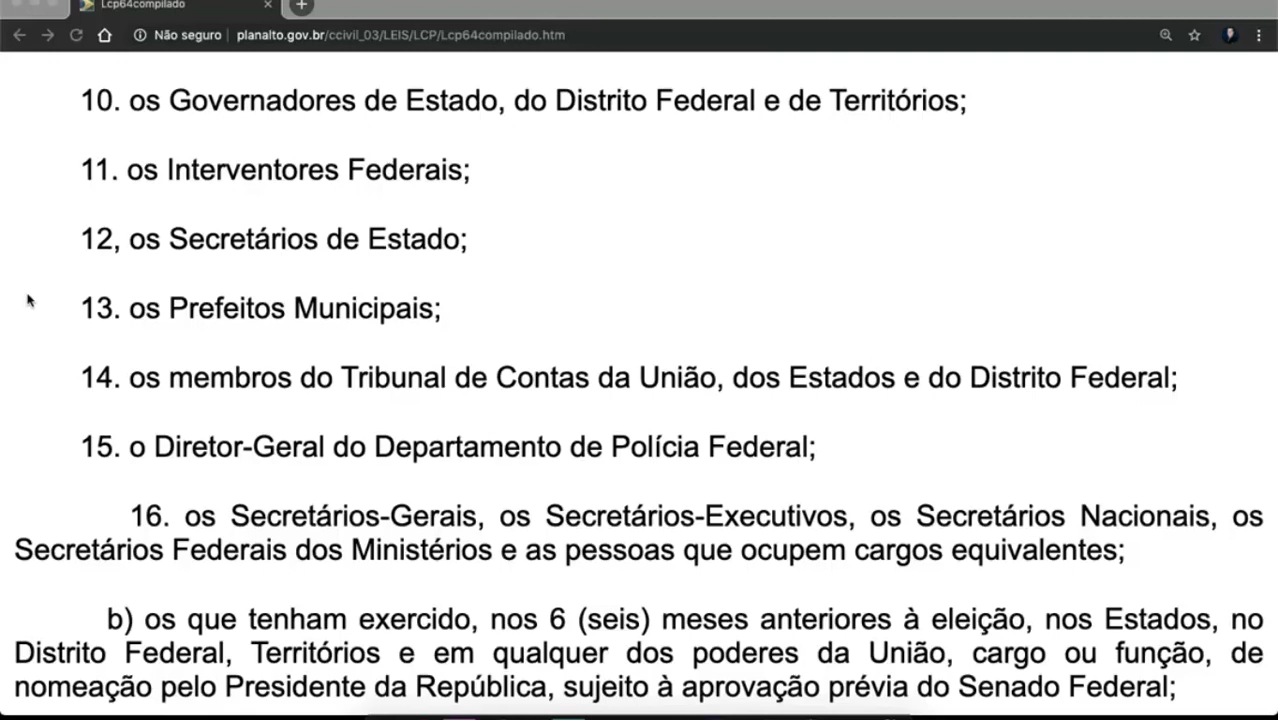 Lcp64compilado
Não seguro planalto.gov.br/ccivil_03/LEIS/LCP/Lcp64compilado.htm
10. os Governadores de Estado, do Distrito Federal e de Territórios;
11. os Interventores Federais;
12, os Secretários de Estado;
13. os Prefeitos Municipais;
14. os membros do Tribunal de Contas da União, dos Estados e do Distrito Federal;
15. o Diretor-Geral do Departamento de Polícia Federal;
16. os Secretários-Gerais, os Secretários-Executivos, os Secretários Nacionais, os
Secretários Federais dos Ministérios e as pessoas que ocupem cargos equivalentes;
b) os que tenham exercido, nos 6 (seis) meses anteriores à eleição, nos Estados, no
Distrito Federal, Territórios e em qualquer dos poderes da União, cargo ou função, de
nomeação pelo Presidente da República, sujeito à aprovação prévia do Senado Federal;